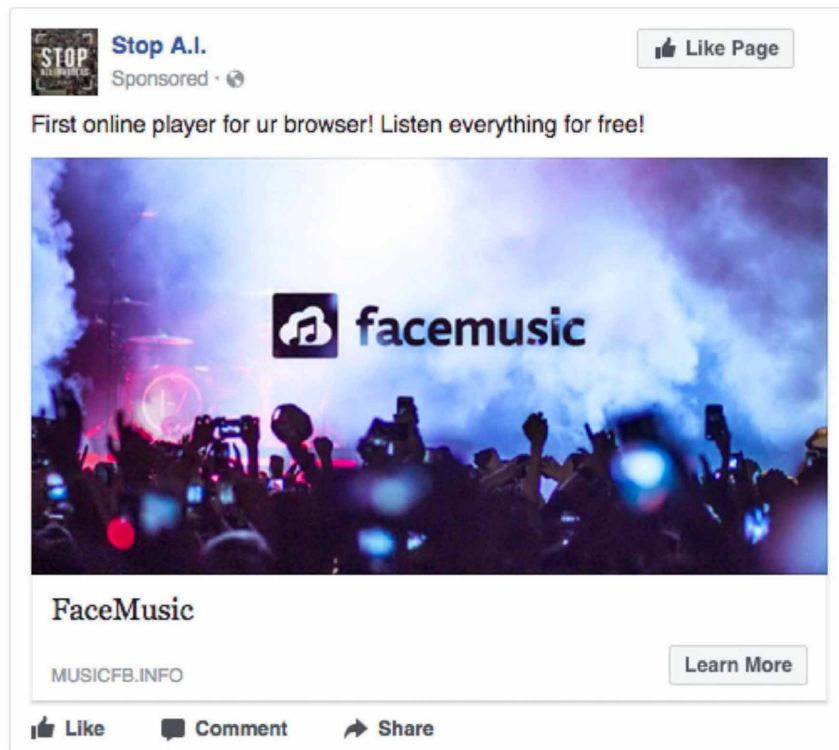 STOP
Stop A.I.
Like Page
Sponsored ·
First online player for ur browser! Listen everything for free!
facemusic
FaceMusic
MUSICFB.INFO
Learn More
Like Comment Share